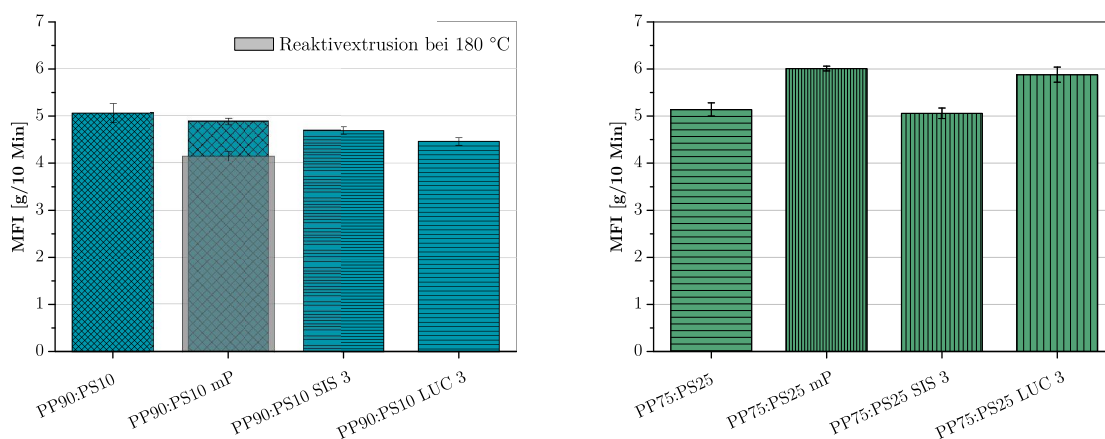 7
6
5
4
3
2
1
0
MFI [g/10 Min]
Reaktivextrusion bei 180 °C
PP90:PS10
PP90:PS10 mP
PP90:PS10 SIS 3
PP90:PS10 LUC 3
7
6
5
4
3
2
1
0
MFI [g/10 Min]
PP75:PS25
PP75:PS25 mP
PP75:PS25 SIS 3
PP75:PS25 LUC 3